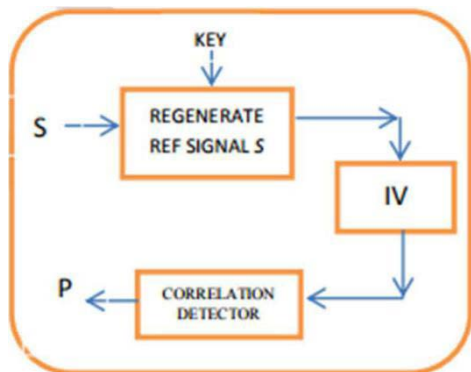 KEY
S
REGENERATE
REF SIGNAL S
IV
P
CORRELATION
DETECTOR